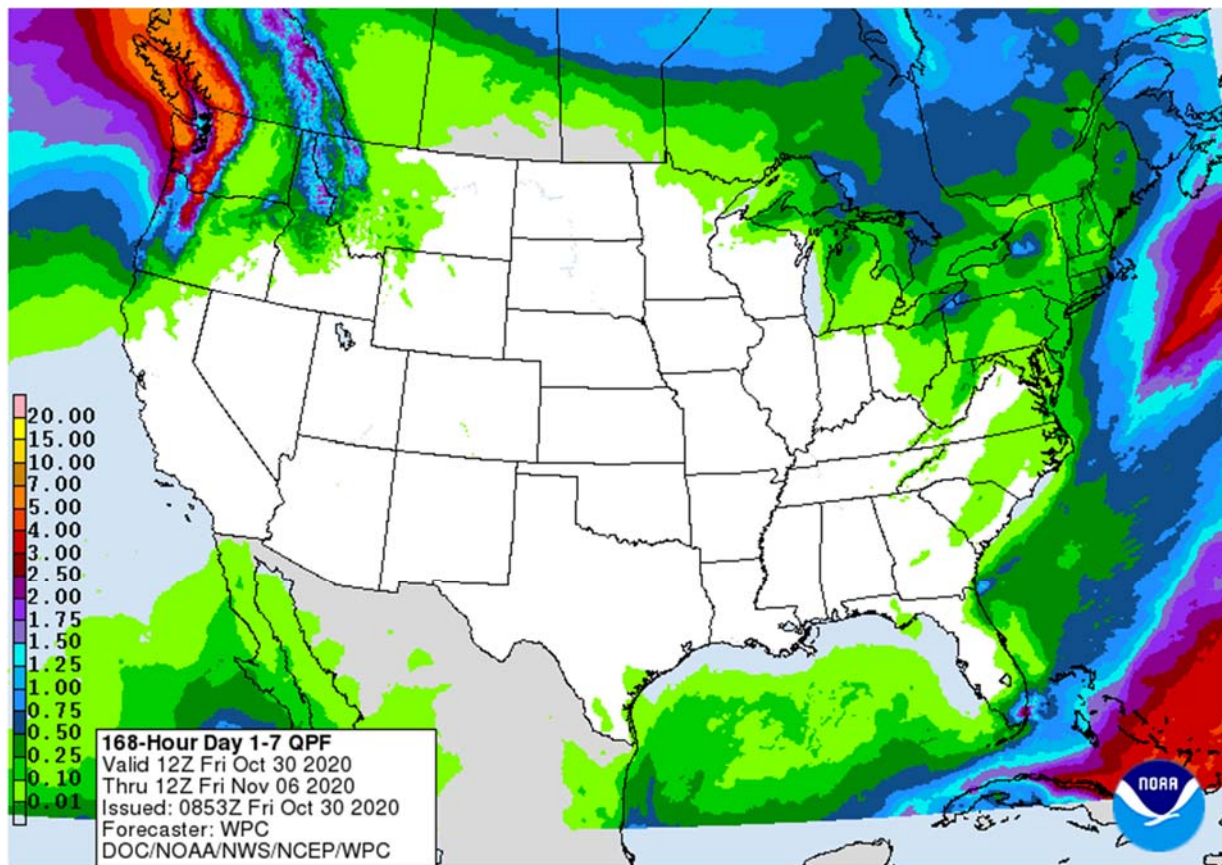 20.00
15.00
10.00
7.00
5.00
4.00
3.00
2.50
2.00
1.75
1.50
1.25
1.00
0.75
0.50
0.25
0.10
0.01
168-Hour Day 1-7 QPF
Valid 12Z Fri Oct 30 2020
Thru 12Z Fri Nov 06 2020
Issued: 0853Z Fri Oct 30 2020
Forecaster: WPC
DOC/NOAA/NWS/NCEP/WPC
NOAA